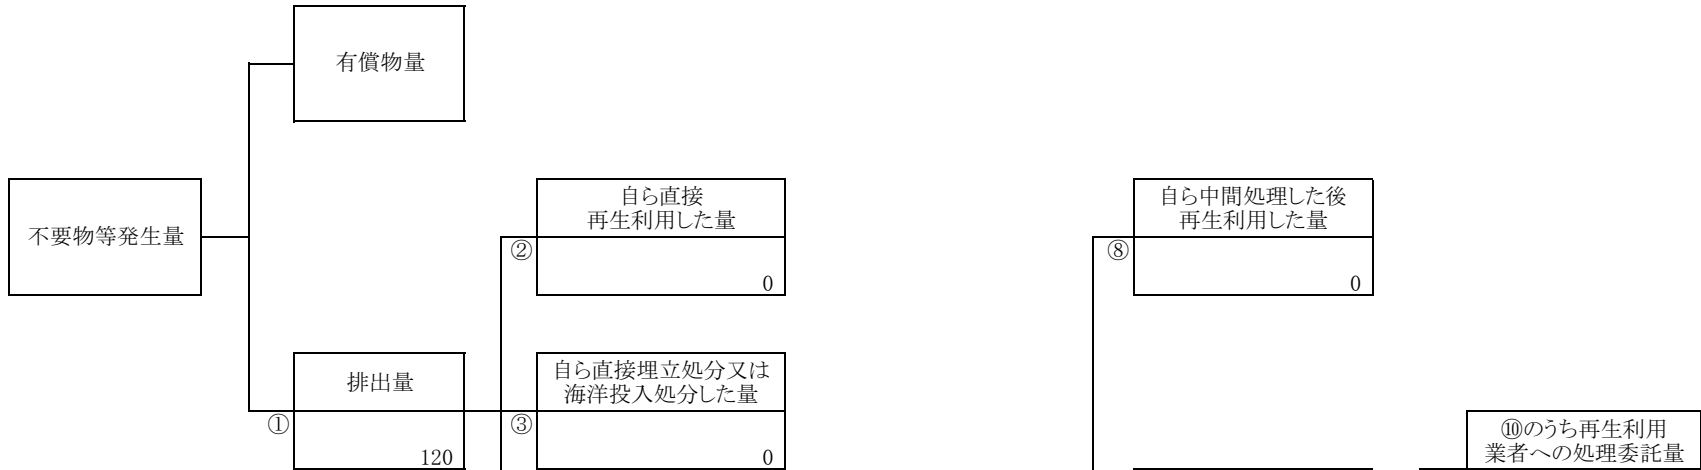 有償物量
不要物等発生量
自ら直接
再生利用した量
②
0
自ら中間処理した後
再生利用した量
⑧
0
排出量
①
120
自ら直接埋立処分又は
海洋投入処分した量
③
0
⑩のうち再生利用
業者への処理委託量